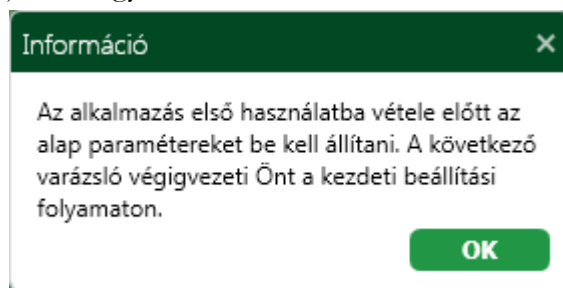 Információ
Az alkalmazás első használatba vétele előtt az
alap paramétereket be kell állítani. A következő
varázsló végigvezeti Önt a kezdeti beállítási
folyamaton.
OK